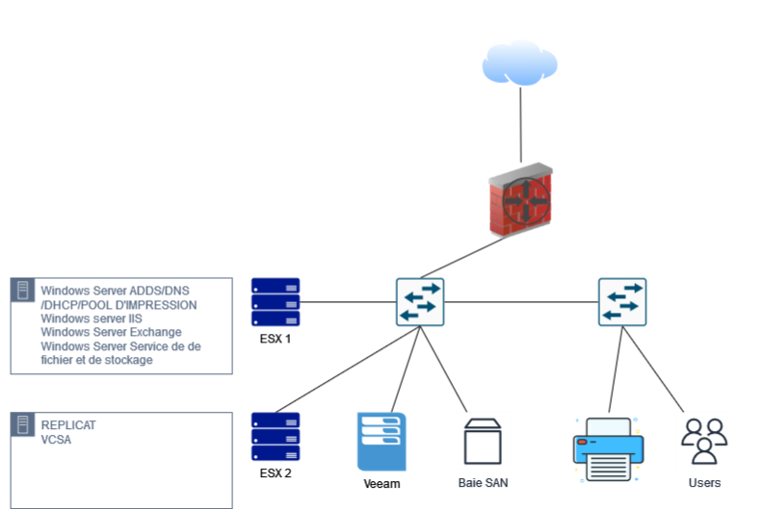 Windows Server ADDS/DNS
/DHCP/POOL D'IMPRESSION
Windows server IIS
Windows Server Exchange
Windows Server Service de de
fichier et de stockage
ESX 1
REPLICAT
VCSA
ESX 2
Veeam
Baie SAN
Users